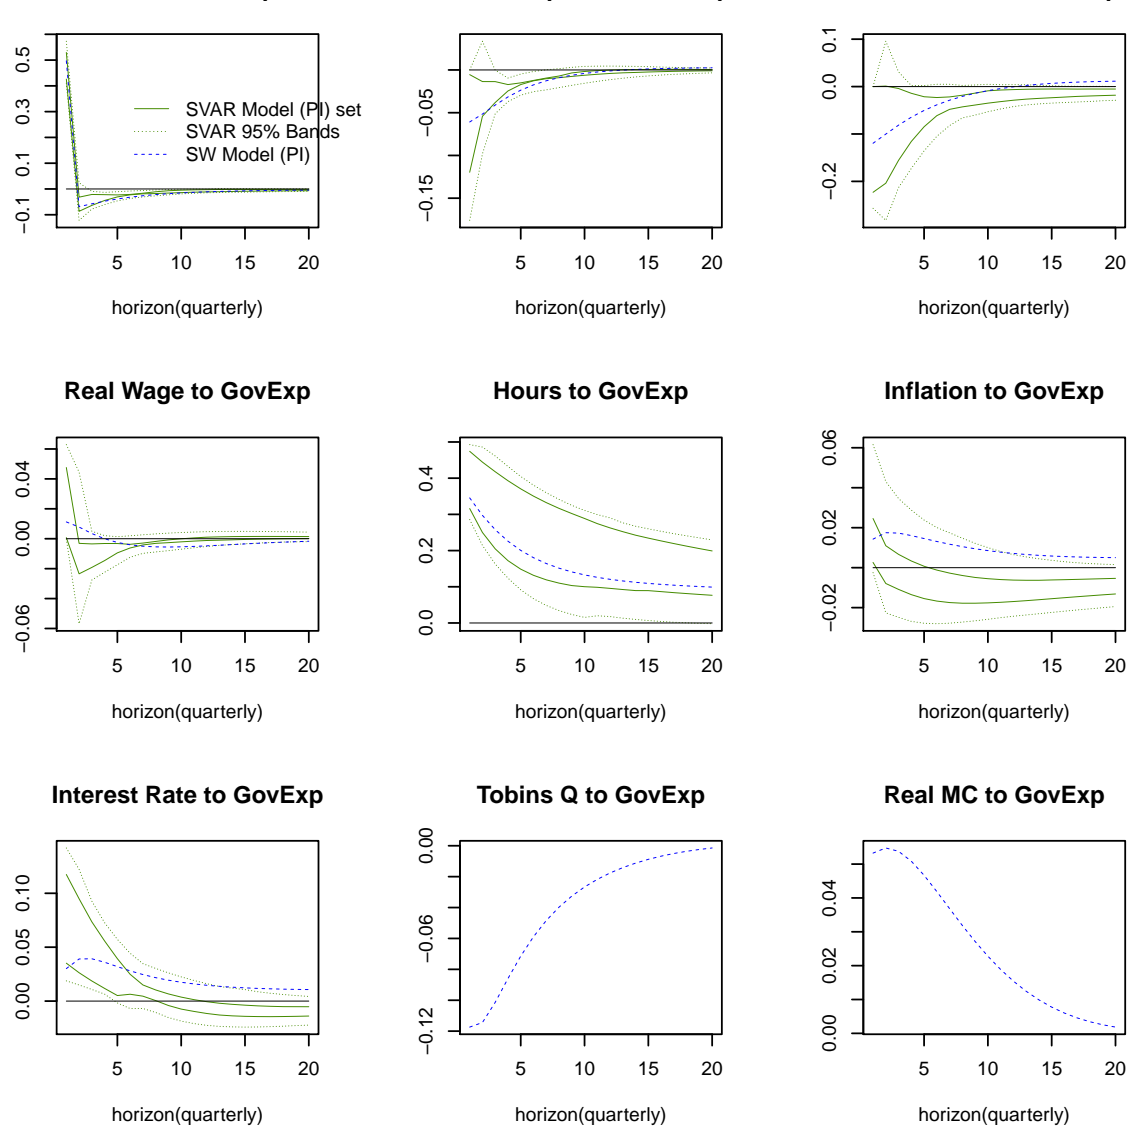 0.5
0.3
0.1
−0.1
SVAR Model (PI) set
SVAR 95% Bands
SW Model (PI)
5 10 15 20
horizon(quarterly)
−0.05
−0.15
5 10 15 20
horizon(quarterly)
0.1
0.0
−0.2
5 10 15 20
horizon(quarterly)
Real Wage to GovExp
0.04
0.00
−0.06
5 10 15 20
horizon(quarterly)
Hours to GovExp
0.4
0.2
0.0
5 10 15 20
horizon(quarterly)
Inflation to GovExp
0.06
0.02
−0.02
5 10 15 20
horizon(quarterly)
Interest Rate to GovExp
0.10
0.05
0.00
5 10 15 20
horizon(quarterly)
Tobins Q to GovExp
0.00
−0.06
−0.12
5 10 15 20
horizon(quarterly)
Real MC to GovExp
0.04
0.02
0.00
5 10 15 20
horizon(quarterly)